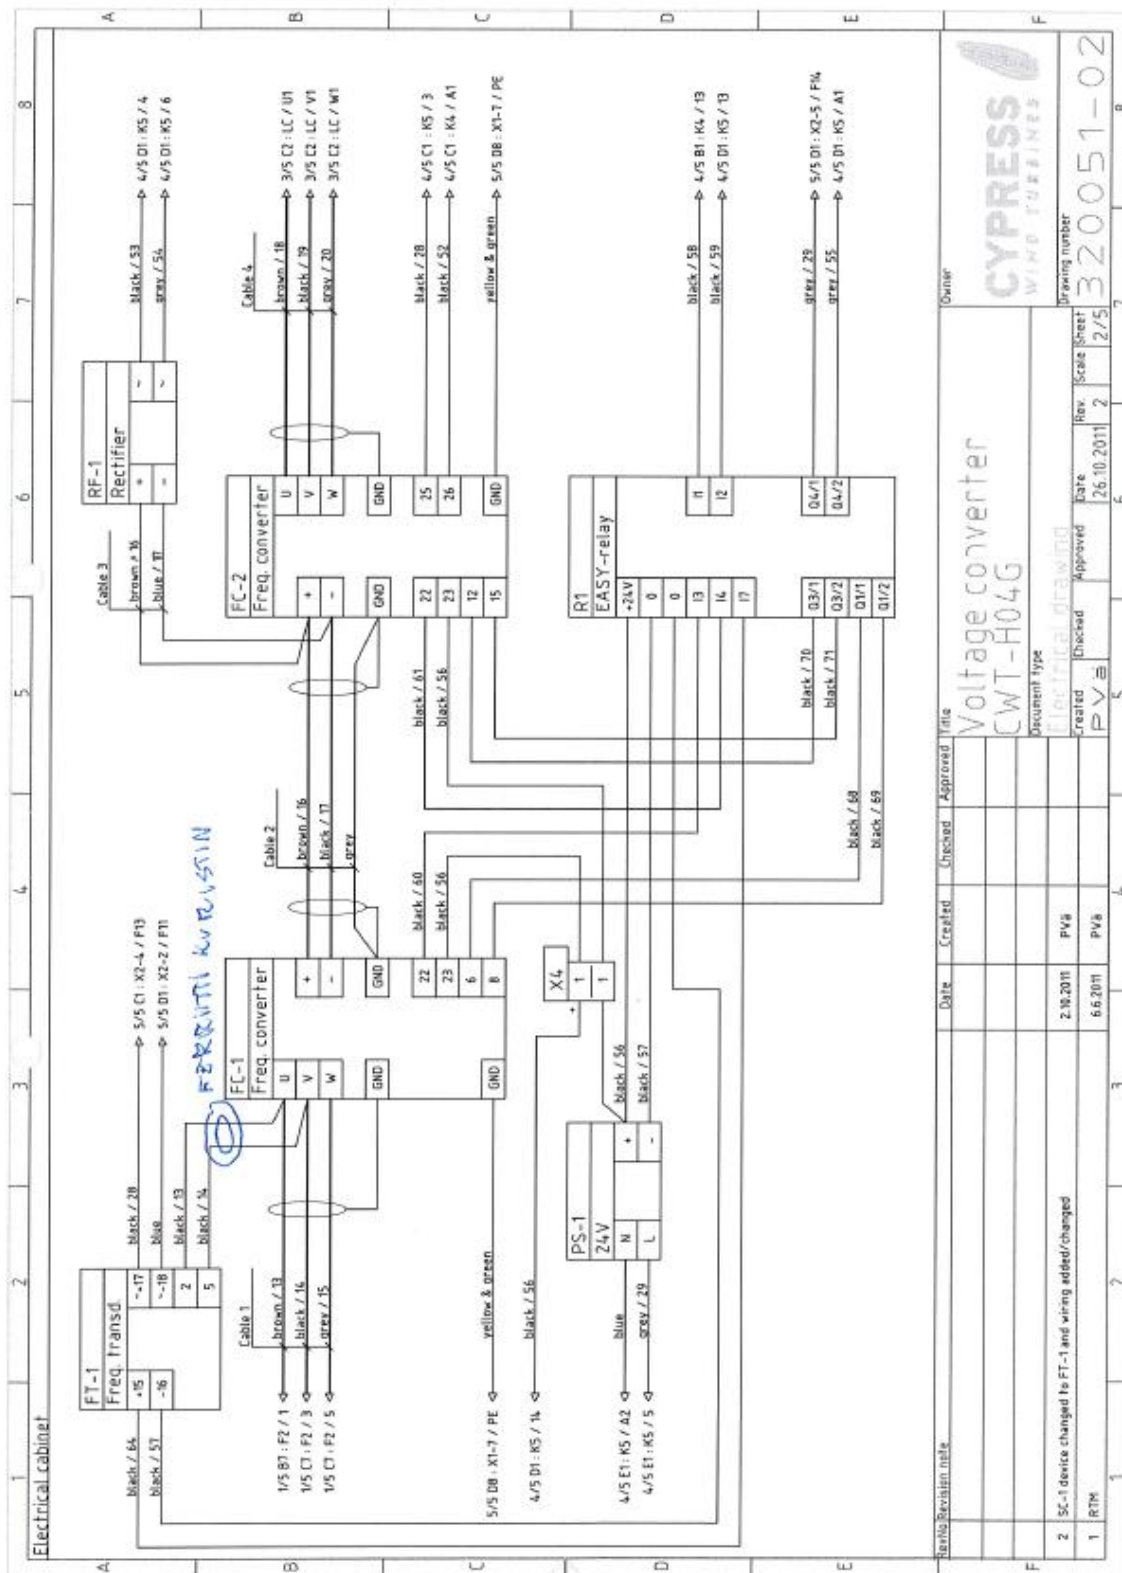 Electrical cabinet
1 2 3 4 5 6 7 8
A
B
C
D
E
F
FT-1
Freq. transd.
+15
-16
~+17
~-18
2
5
black / 64
black / 57
black / 28
5/5 C1 : X2-4 / F13
blue
5/5 D1 : X2-2 / F11
black / 13
black / 14
FERRIITTI KURISTIN
Cable 1
1/5 B7 : F2 / 1
brown / 13
1/5 C7 : F2 / 3
black / 14
1/5 C7 : F2 / 5
grey / 15
FC-1
Freq. converter
U
V
W
GND
GND
+
-
GND
22
23
6
8
5/5 D8 : X1-7 / PE
yellow & green
Cable 2
brown / 16
black / 17
grey
black / 60
black / 56
Cable 3
brown / 16
blue / 17
RF-1
Rectifier
+
-
~
~
black / 53
4/5 D1 : K5 / 4
grey / 54
4/5 D1 : K5 / 6
FC-2
Freq. converter
+
-
GND
22
23
12
15
U
V
W
GND
25
26
GND
Cable 4
brown / 18
3/5 C2 : LC / U1
black / 19
3/5 C2 : LC / V1
grey / 20
3/5 C2 : LC / W1
black / 28
4/5 C1 : K5 / 3
black / 52
4/5 C1 : K4 / A1
yellow & green
5/5 D8 : X1-7 / PE
black / 61
black / 56
4/5 D1 : K5 / 14
black / 56
X4
+
1
1
PS-1
24V
N
L
+
-
4/5 E1 : K5 / A2
blue
4/5 E1 : K5 / 5
grey / 29
black / 56
black / 57
R1
EASY-relay
+24V
0
0
I3
I4
I7
Q3/1
Q3/2
Q1/1
Q1/2
I1
I2
Q4/1
Q4/2
black / 70
black / 71
black / 68
black / 69
black / 58
4/5 B1 : K4 / 13
black / 59
4/5 D1 : K5 / 13
grey / 29
5/5 D1 : X2-5 / F14
grey / 55
4/5 D1 : K5 / A1
RevNo Revision note Date Created Checked Approved
2 SC-1 device changed to FT-1 and wiring added/changed 2.10.2011 PVä
1 RTM 6.6.2011 PVä
Title
Voltage converter
CWT-H04G
Document type
Electrical drawing
Created Checked Approved Date Rev. Scale Sheet
PVä 26.10.2011 2 2/5
Owner
CYPRESS
WIND TURBINES
Drawing number
320051-02